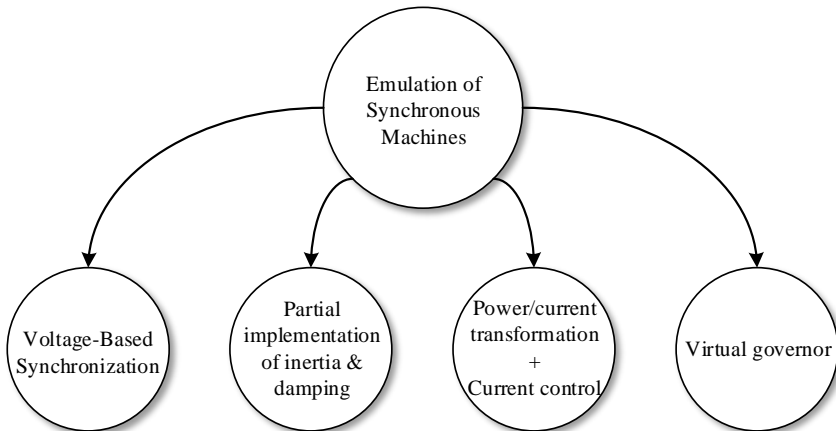 Emulation of
Synchronous
Machines
Voltage-Based
Synchronization
Partial
implementation
of inertia &
damping
Power/current
transformation
+
Current control
Virtual governor